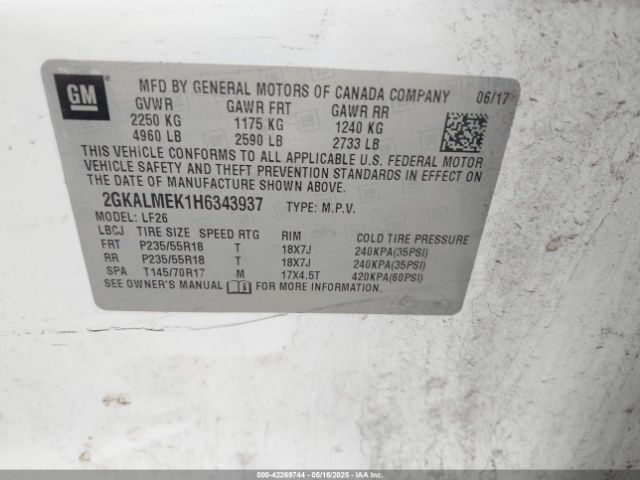 GM
MFD BY GENERAL MOTORS OF CANADA COMPANY 06/17
GVWR GAWR FRT GAWR RR
2250 KG 1175 KG 1240 KG
4960 LB 2590 LB 2733 LB
THIS VEHICLE CONFORMS TO ALL APPLICABLE U.S. FEDERAL MOTOR
VEHICLE SAFETY AND THEFT PREVENTION STANDARDS IN EFFECT ON
THE DATE OF MANUFACTURE SHOWN ABOVE.
2GKALMEK1H6343937 TYPE: M.P.V.
MODEL: LF26
LBCJ TIRE SIZE SPEED RTG RIM COLD TIRE PRESSURE
FRT P235/55R18 T 18X7J 240KPA(35PSI)
RR P235/55R18 T 18X7J 240KPA(35PSI)
SPA T145/70R17 M 17X4.5T 420KPA(60PSI)
SEE OWNER'S MANUAL FOR MORE INFORMATION.
000-42269744 - 05/16/2025 - IAAI.COM